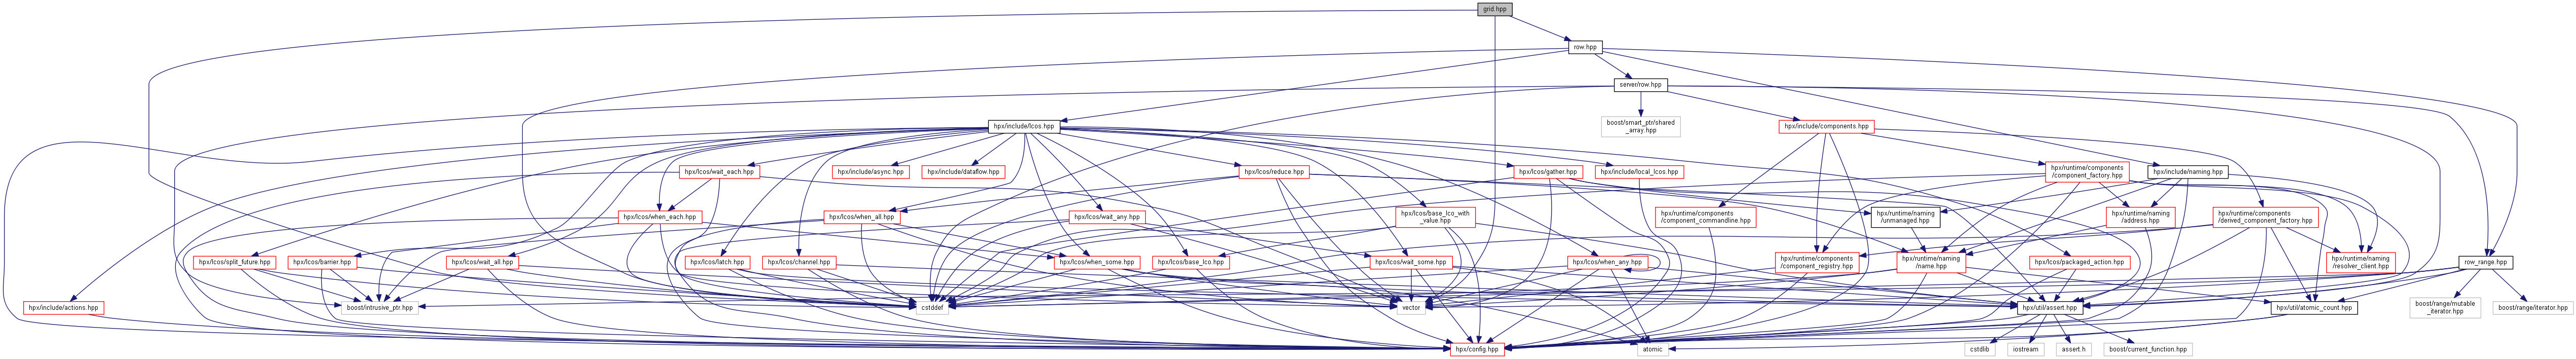 grid.hpp
row.hpp
server/row.hpp
hpx/include/lcos.hpp
boost/smart_ptr/shared
_array.hpp
hpx/include/components.hpp
hpx/lcos/wait_each.hpp
hpx/include/async.hpp
hpx/include/dataflow.hpp
hpx/lcos/reduce.hpp
hpx/lcos/gather.hpp
hpx/include/local_lcos.hpp
hpx/runtime/components
/component_factory.hpp
hpx/include/naming.hpp
hpx/lcos/when_each.hpp
hpx/lcos/when_all.hpp
hpx/lcos/wait_any.hpp
hpx/lcos/base_lco_with
_value.hpp
hpx/runtime/components
/component_commandline.hpp
hpx/runtime/naming
/unmanaged.hpp
hpx/runtime/naming
/address.hpp
hpx/runtime/components
/derived_component_factory.hpp
hpx/lcos/split_future.hpp
hpx/lcos/barrier.hpp
hpx/lcos/wait_all.hpp
hpx/lcos/latch.hpp
hpx/lcos/channel.hpp
hpx/lcos/when_some.hpp
hpx/lcos/base_lco.hpp
hpx/lcos/wait_some.hpp
hpx/lcos/when_any.hpp
hpx/runtime/components
/component_registry.hpp
hpx/runtime/naming
/name.hpp
hpx/lcos/packaged_action.hpp
hpx/runtime/naming
/resolver_client.hpp
row_range.hpp
hpx/include/actions.hpp
boost/intrusive_ptr.hpp
cstddef
vector
hpx/util/assert.hpp
hpx/util/atomic_count.hpp
boost/range/mutable
_iterator.hpp
boost/range/iterator.hpp
hpx/config.hpp
atomic
cstdlib
iostream
assert.h
boost/current_function.hpp